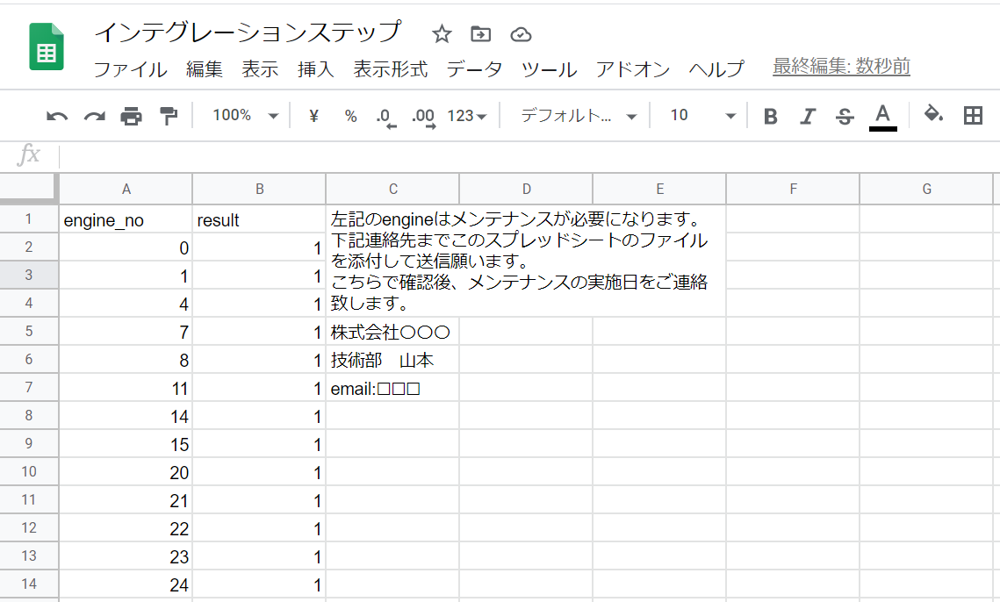 インテグレーションステップ
ファイル 編集 表示 挿入 表示形式 データ ツール アドオン ヘルプ 最終編集: 数秒前
100% ¥ % .0 .00 123 デフォルト... 10 B I S A
fx
A B C D E F G
1 engine_no result 左記のengineはメンテナンスが必要になります。
下記連絡先までこのスプレッドシートのファイル
を添付して送信願います。
こちらで確認後、メンテナンスの実施日をご連絡
致します。
2 0 1
3 1 1
4 4 1
5 7 1 株式会社〇〇〇
6 8 1 技術部　山本
7 11 1 email:□□□
8 14 1
9 15 1
10 20 1
11 21 1
12 22 1
13 23 1
14 24 1